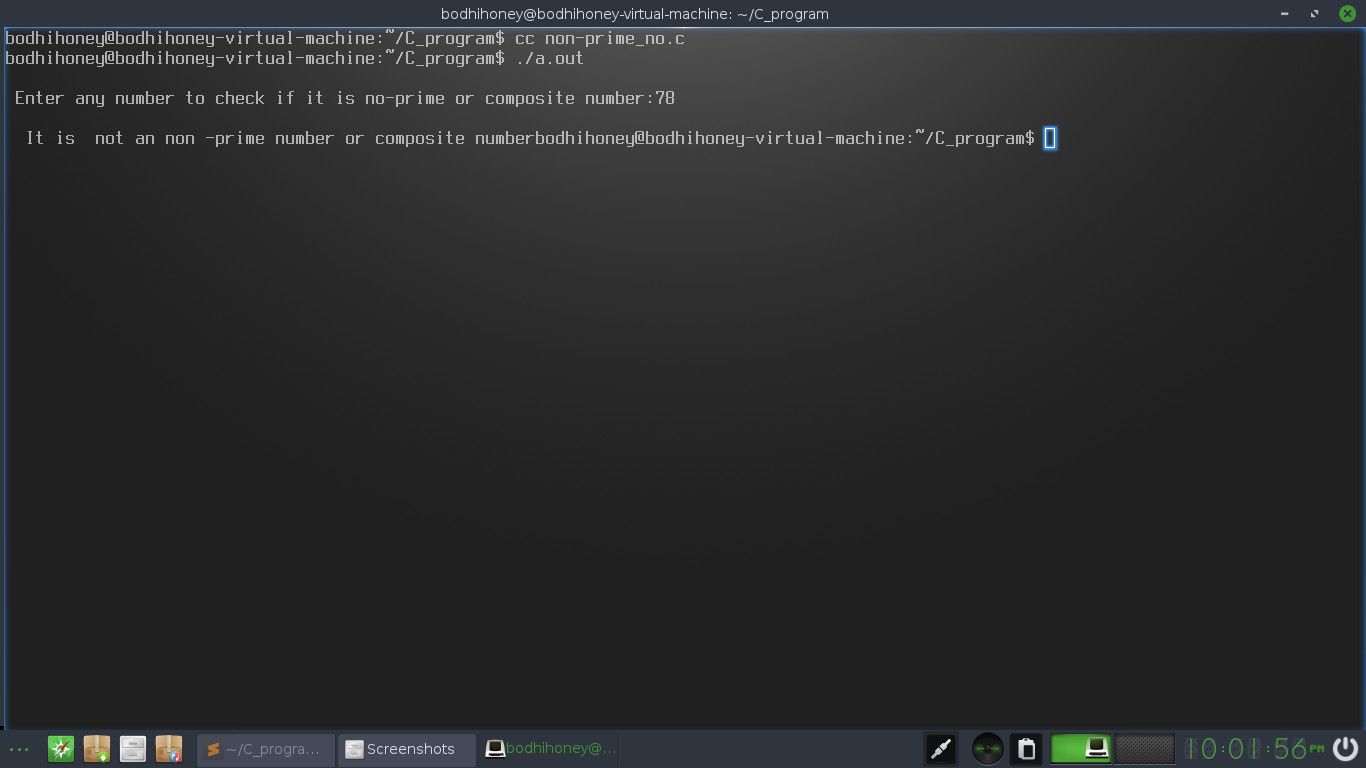 bodhihoney@bodhihoney-virtual-machine: ~/C_program
bodhihoney@bodhihoney-virtual-machine:~/C_program$ cc non-prime_no.c
bodhihoney@bodhihoney-virtual-machine:~/C_program$ ./a.out
Enter any number to check if it is no-prime or composite number:78
It is  not an non -prime number or composite numberbodhihoney@bodhihoney-virtual-machine:~/C_program$
~/C_progra...
Screenshots
bodhihoney@...
10:01:56 PM